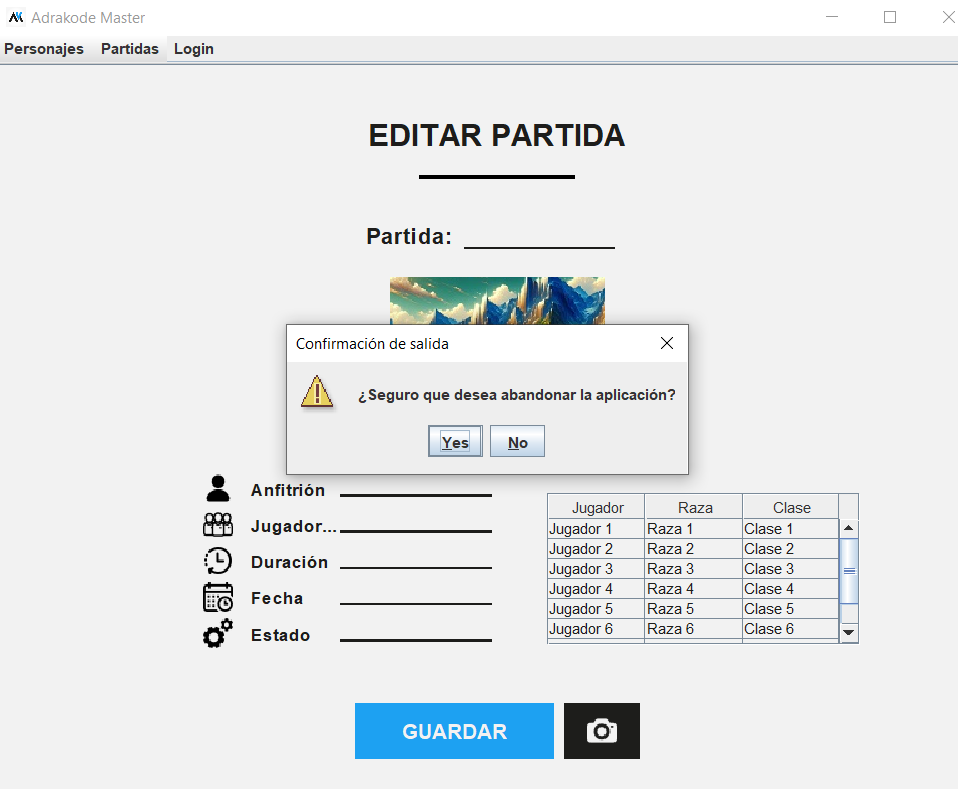 Adrakode Master
Personajes Partidas Login
EDITAR PARTIDA
Partida:
Confirmación de salida
¿Seguro que desea abandonar la aplicación?
Yes No
Anfitrión
Jugador...
Duración
Fecha
Estado
Jugador Raza Clase
Jugador 1 Raza 1 Clase 1
Jugador 2 Raza 2 Clase 2
Jugador 3 Raza 3 Clase 3
Jugador 4 Raza 4 Clase 4
Jugador 5 Raza 5 Clase 5
Jugador 6 Raza 6 Clase 6
GUARDAR